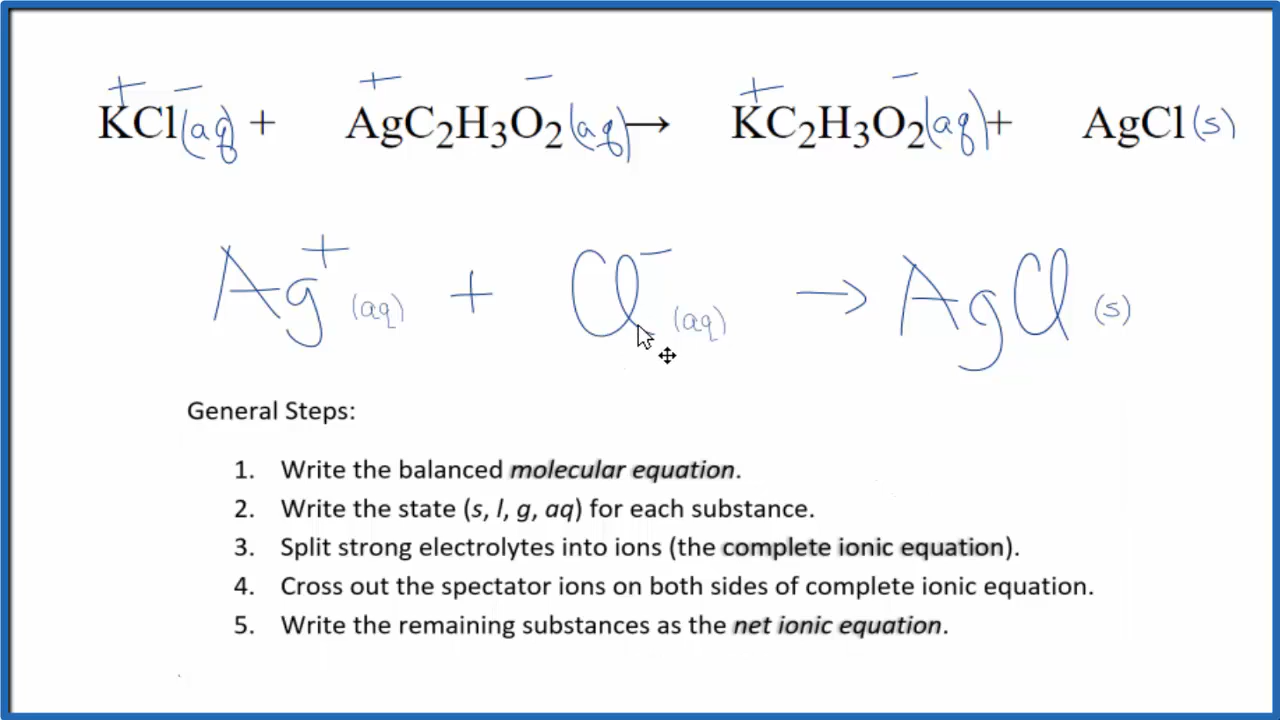 + − + − + −
KCl(aq) + AgC₂H₃O₂(aq) → KC₂H₃O₂(aq) + AgCl(s)
Ag⁺(aq) + Cl⁻(aq) → AgCl(s)
General Steps:
1. Write the balanced molecular equation.
2. Write the state (s, l, g, aq) for each substance.
3. Split strong electrolytes into ions (the complete ionic equation).
4. Cross out the spectator ions on both sides of complete ionic equation.
5. Write the remaining substances as the net ionic equation.